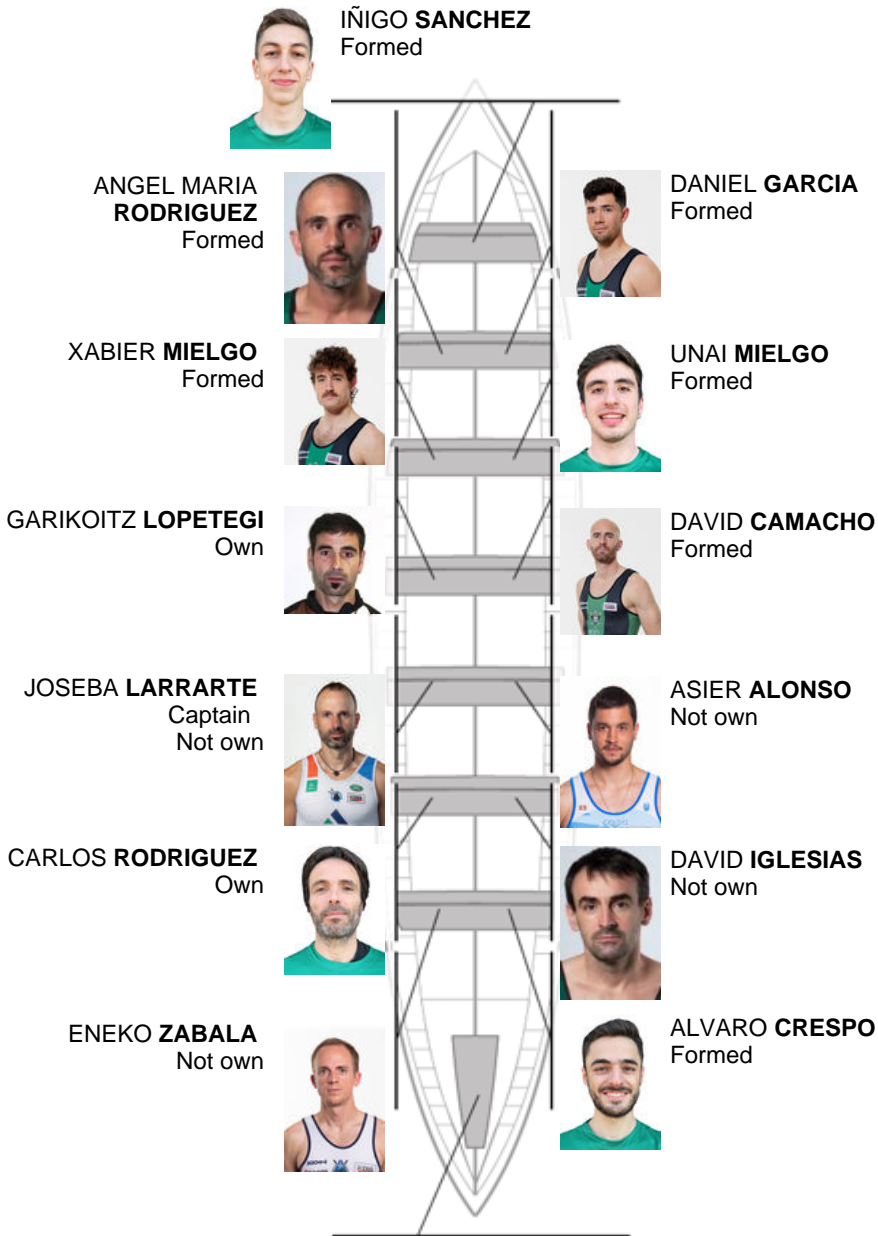 IÑIGO SANCHEZ
Formed
ANGEL MARIA
RODRIGUEZ
Formed
DANIEL GARCIA
Formed
XABIER MIELGO
Formed
UNAI MIELGO
Formed
GARIKOITZ LOPETEGI
Own
DAVID CAMACHO
Formed
JOSEBA LARRARTE
Captain
Not own
ASIER ALONSO
Not own
CARLOS RODRIGUEZ
Own
DAVID IGLESIAS
Not own
ENEKO ZABALA
Not own
ALVARO CRESPO
Formed